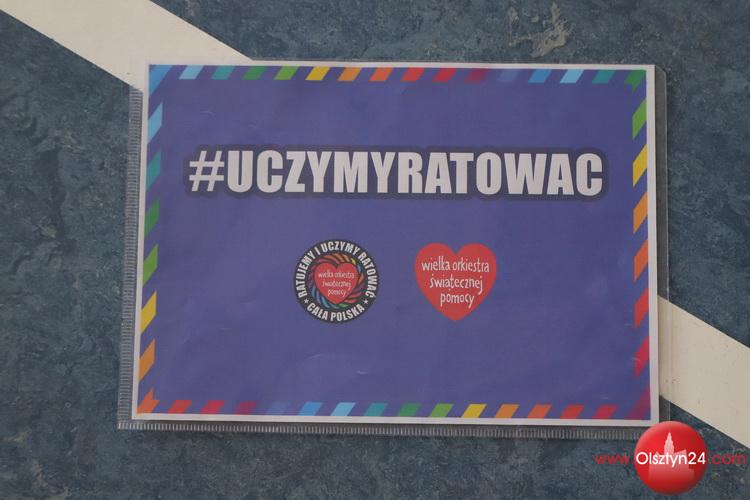 #UCZYMYRATOWAC
RATUJEMY I UCZYMY RATOWAĆ
wielka orkiestra
świątecznej
pomocy
CAŁA POLSKA
wielka orkiestra
świątecznej
pomocy
www.Olsztyn24.com